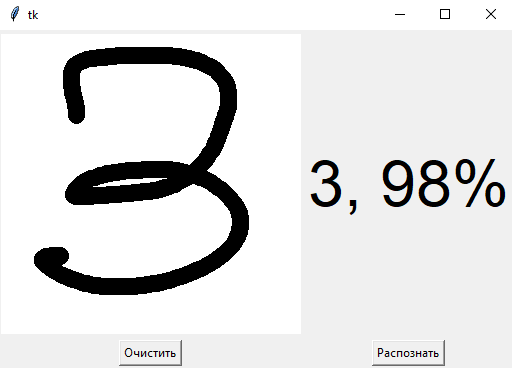 tk
3
3, 98%
Очистить
Распознать